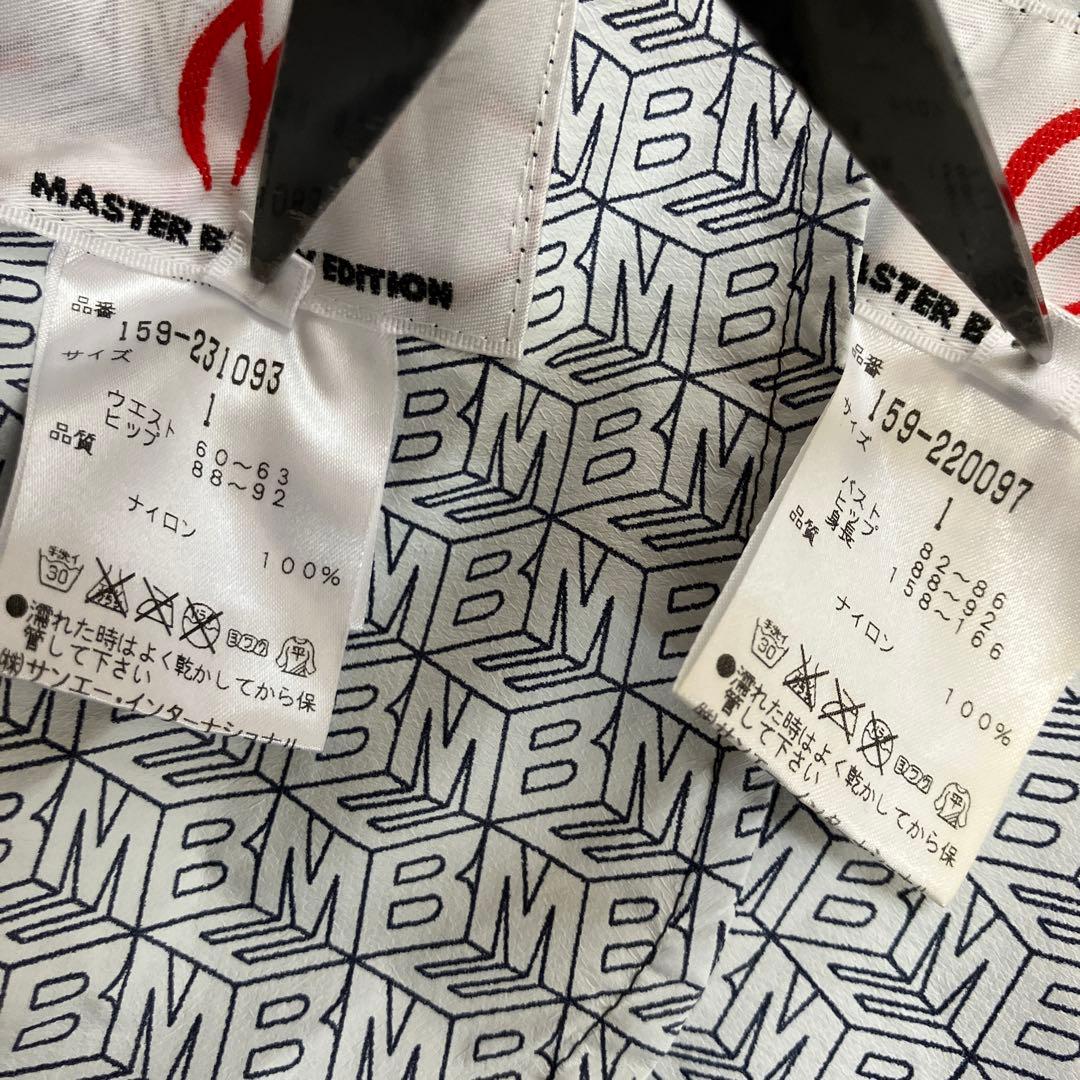 MASTER B Y EDITION
品番
159-231093
サイズ
1
ウエスト
ヒップ
60～63
88～92
品質
ナイロン
100%
手洗イ
30
ヨワク
平
●濡れた時はよく乾かしてから保
管して下さい
㈱サンエー・インターナショナル
ASTER B
品番
159-220097
サイズ
1
バスト
ヒップ
身長
82～86
88～92
158～166
品質
ナイロン
100%
手洗イ
30
ヨワク
平
●濡れた時はよく乾かしてから保
管して下さい
MBE